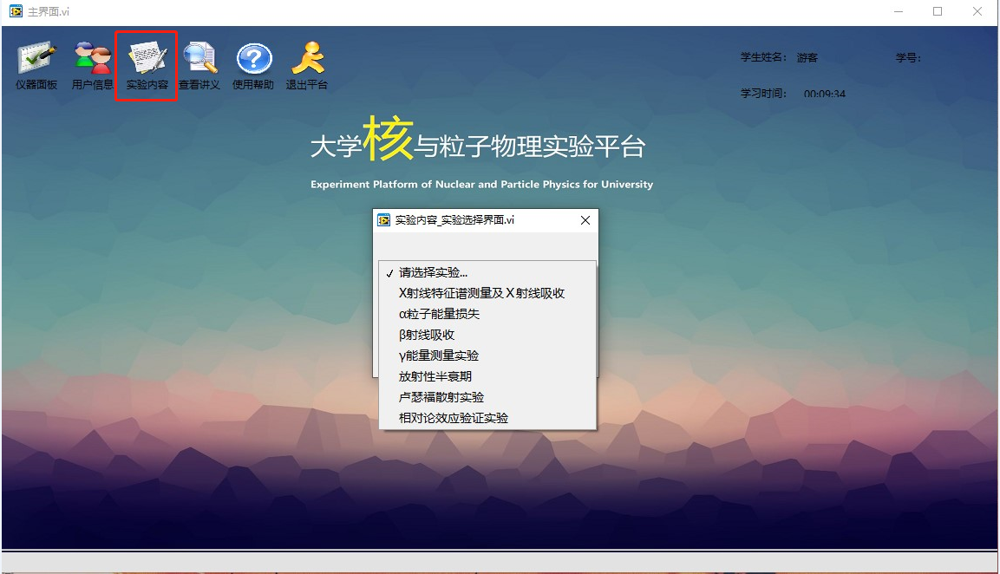 主界面.vi
仪器面板 用户信息 实验内容 查看讲义 使用帮助 退出平台
学生姓名： 游客 学号：
学习时间： 00:09:34
大学核与粒子物理实验平台
Experiment Platform of Nuclear and Particle Physics for University
实验内容_实验选择界面.vi
✓ 请选择实验...
X射线特征谱测量及X射线吸收
α粒子能量损失
β射线吸收
γ能量测量实验
放射性半衰期
卢瑟福散射实验
相对论效应验证实验